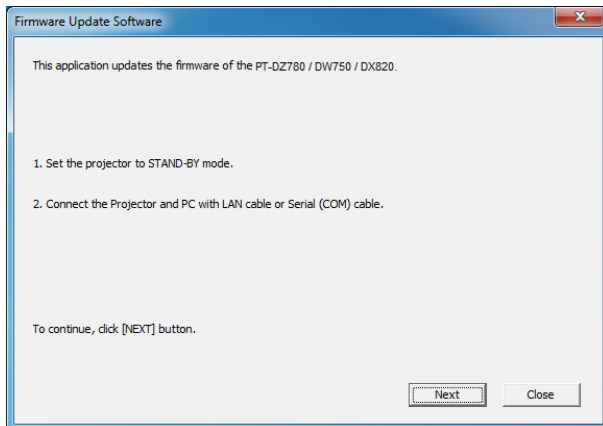 Firmware Update Software
This application updates the firmware of the PT-DZ780 / DW750 / DX820.
1. Set the projector to STAND-BY mode.
2. Connect the Projector and PC with LAN cable or Serial (COM) cable.
To continue, click [NEXT] button.
Next Close